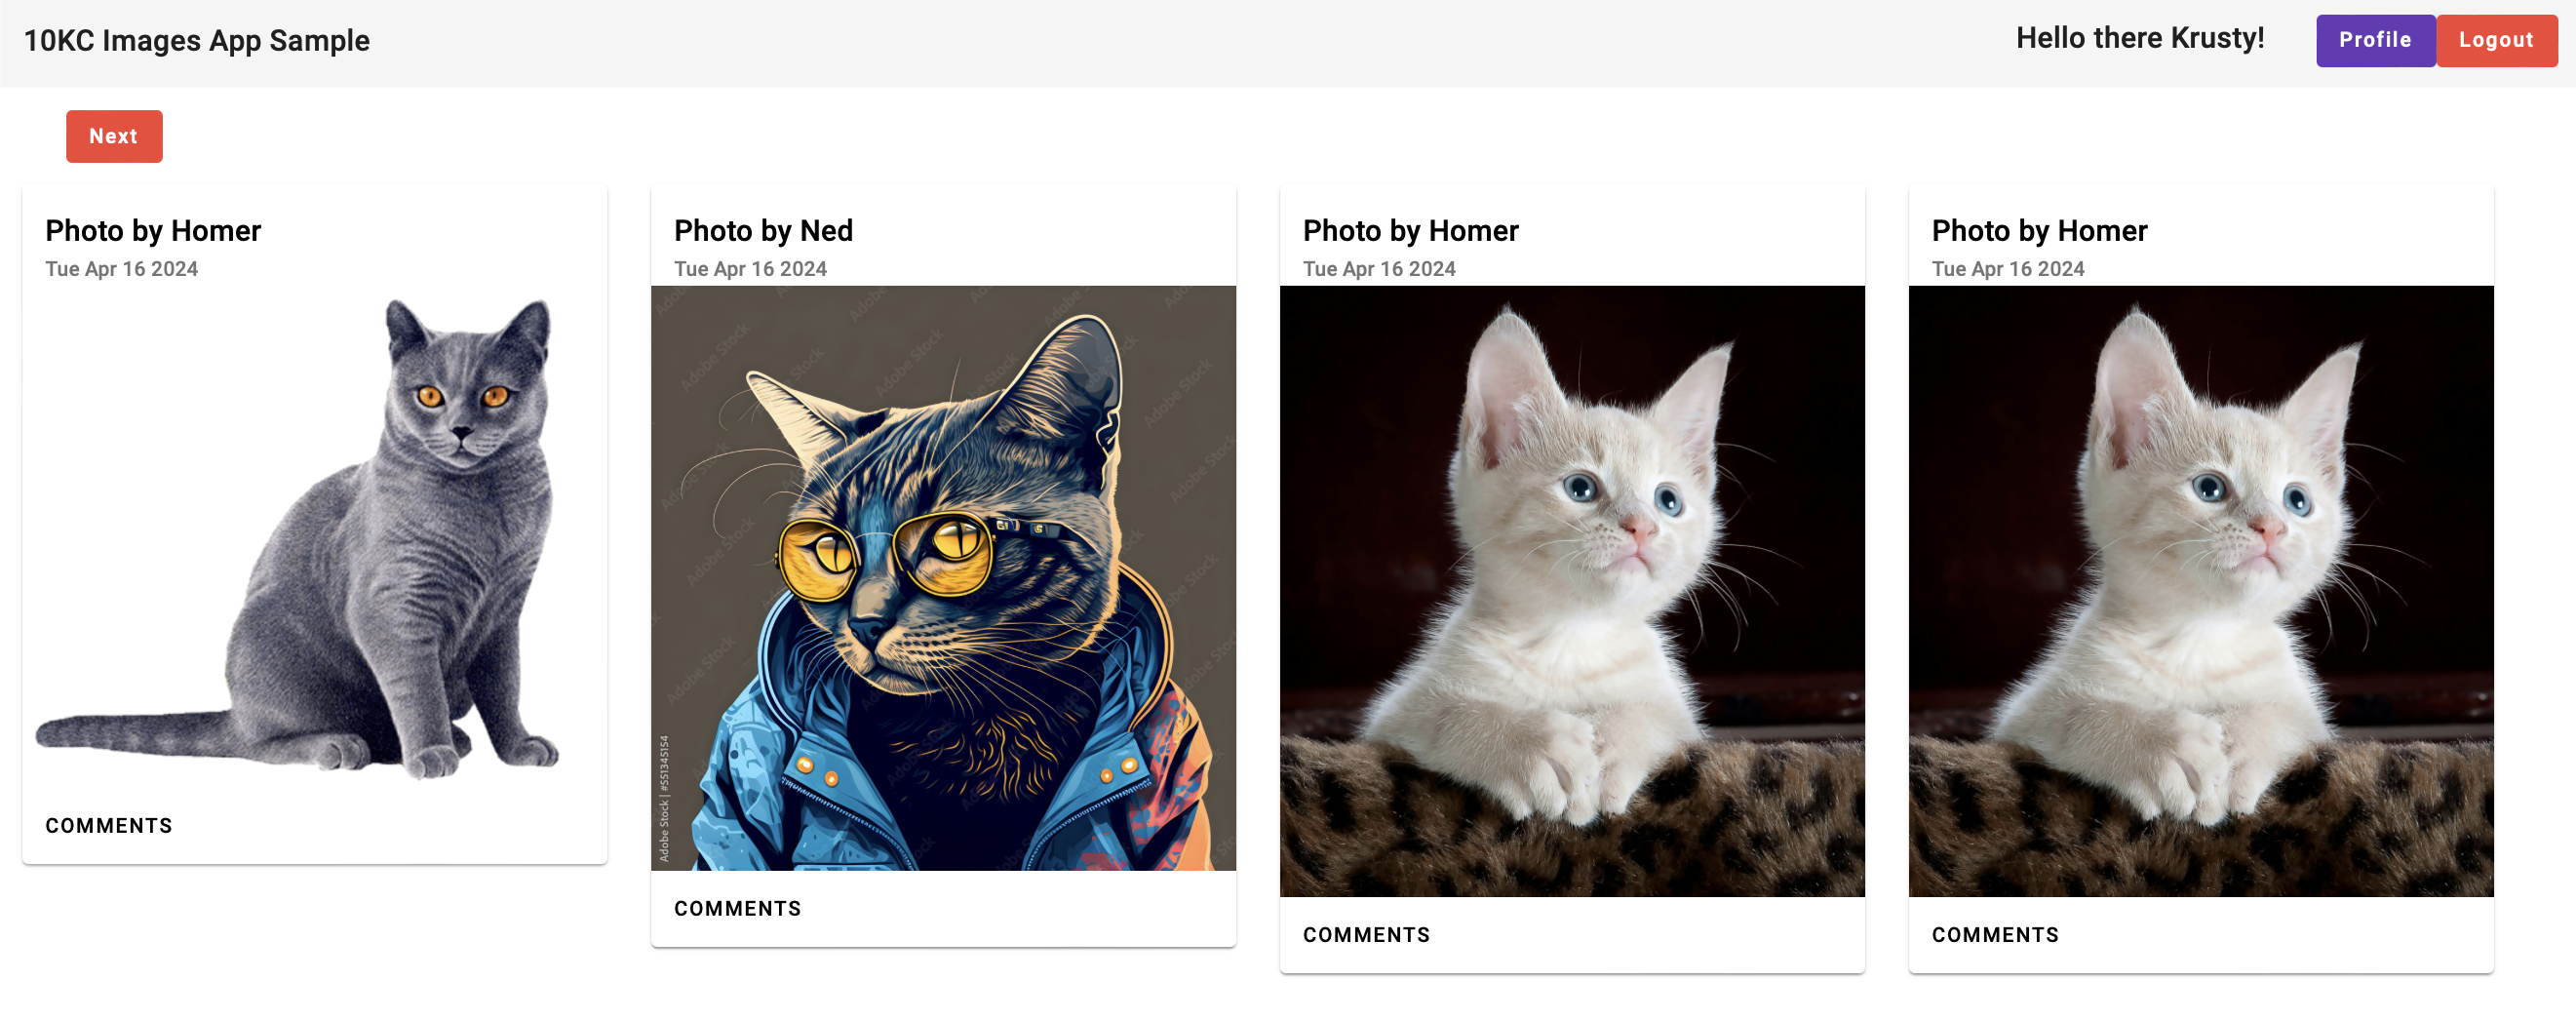 10KC Images App Sample
Hello there Krusty!
Profile
Logout
Next
Photo by Homer
Tue Apr 16 2024
COMMENTS
Photo by Ned
Tue Apr 16 2024
Adobe Stock
Adobe Stock | #551345154
COMMENTS
Photo by Homer
Tue Apr 16 2024
COMMENTS
Photo by Homer
Tue Apr 16 2024
COMMENTS